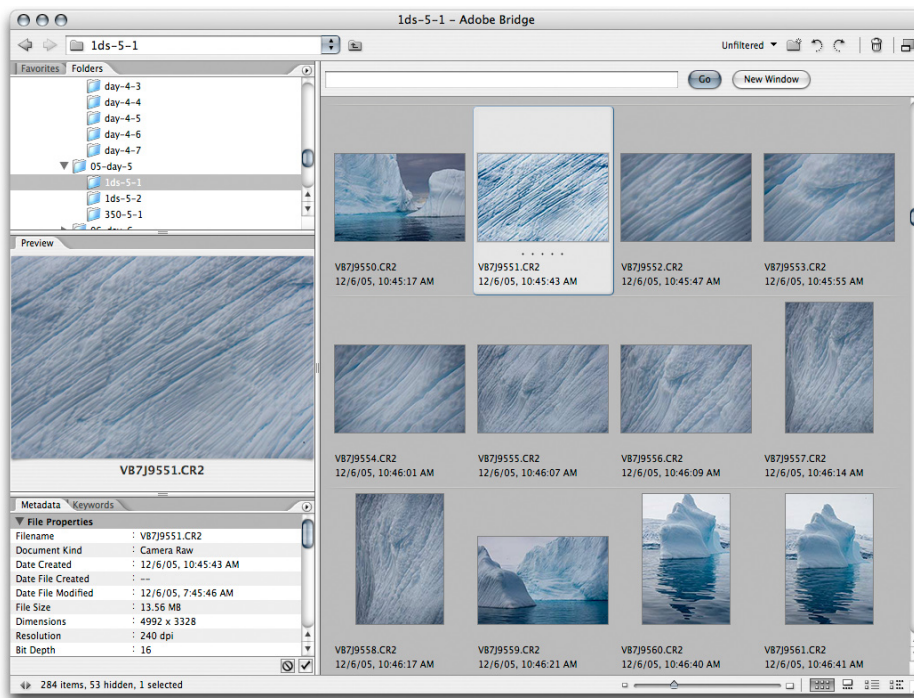 1ds-5-1 – Adobe Bridge
1ds-5-1
Unfiltered
Favorites Folders
Go New Window
day-4-3
day-4-4
day-4-5
day-4-6
day-4-7
05-day-5
1ds-5-1
1ds-5-2
350-5-1
Preview
VB7J9551.CR2
Metadata Keywords
File Properties
Filename : VB7J9551.CR2
Document Kind : Camera Raw
Date Created : 12/6/05, 10:45:43 AM
Date File Created : --
Date File Modified : 12/6/05, 7:45:46 AM
File Size : 13.56 MB
Dimensions : 4992 x 3328
Resolution : 240 dpi
Bit Depth : 16
VB7J9550.CR2
12/6/05, 10:45:17 AM
VB7J9551.CR2
12/6/05, 10:45:43 AM
VB7J9552.CR2
12/6/05, 10:45:47 AM
VB7J9553.CR2
12/6/05, 10:45:55 AM
VB7J9554.CR2
12/6/05, 10:46:01 AM
VB7J9555.CR2
12/6/05, 10:46:07 AM
VB7J9556.CR2
12/6/05, 10:46:09 AM
VB7J9557.CR2
12/6/05, 10:46:14 AM
VB7J9558.CR2
12/6/05, 10:46:17 AM
VB7J9559.CR2
12/6/05, 10:46:21 AM
VB7J9560.CR2
12/6/05, 10:46:40 AM
VB7J9561.CR2
12/6/05, 10:46:41 AM
284 items, 53 hidden, 1 selected